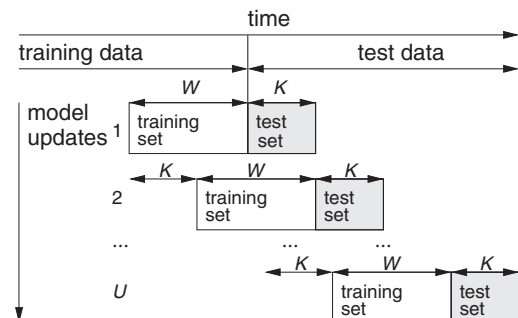 time
training data
test data
model
updates
W
K
1
training
set
test
set
K
W
K
2
training
set
test
set
...
...
...
K
W
K
U
training
set
test
set